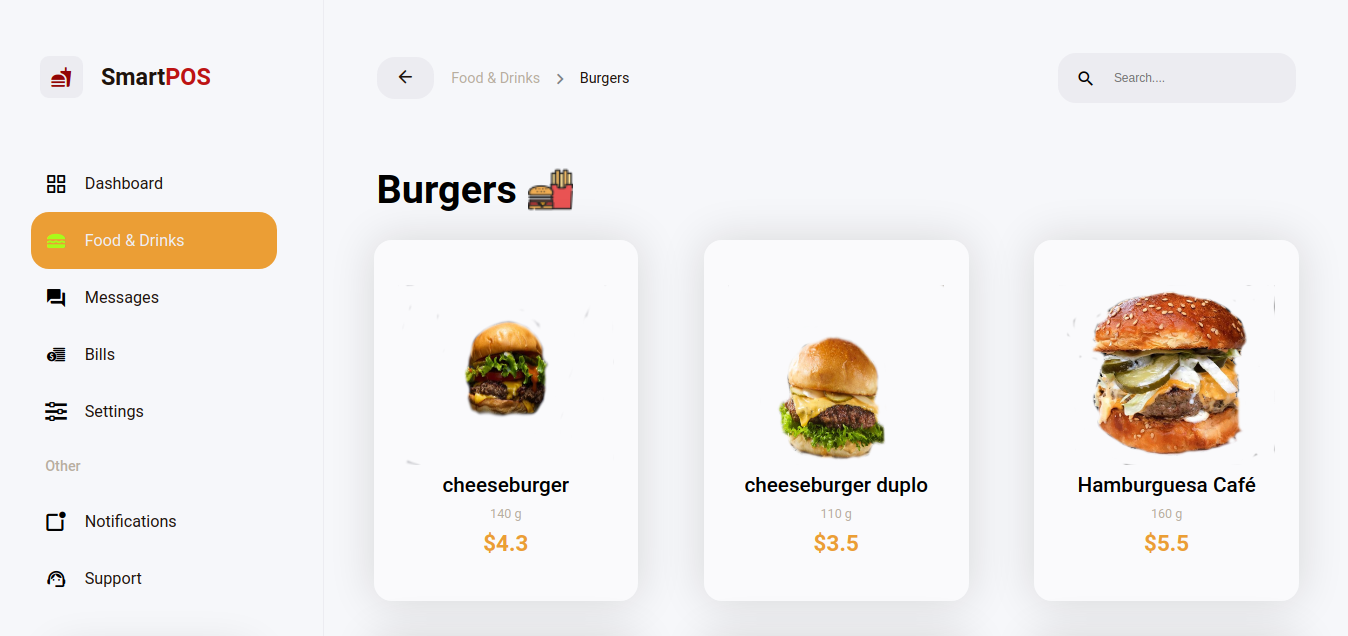 SmartPOS
Food & Drinks
Burgers
Search....
Dashboard
Food & Drinks
Messages
Bills
Settings
Other
Notifications
Support
Burgers
cheeseburger
140 g
$4.3
cheeseburger duplo
110 g
$3.5
Hamburguesa Café
160 g
$5.5